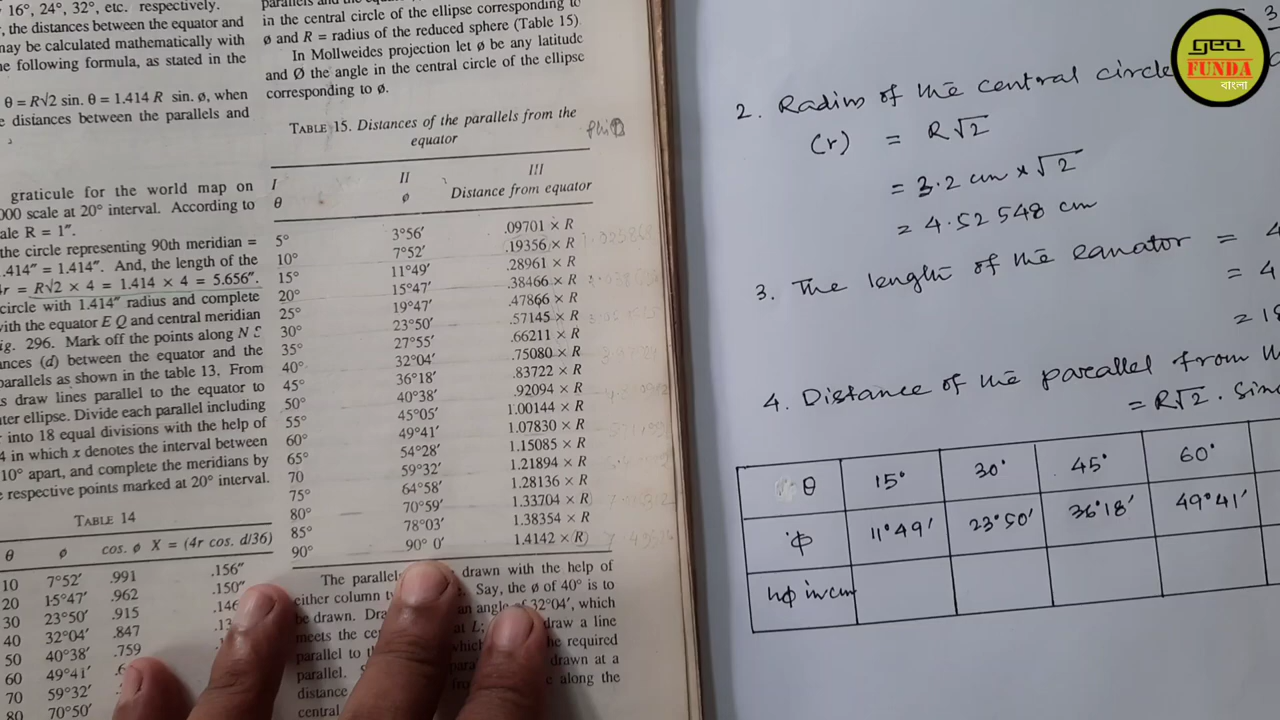 16°, 24°, 32°, etc. respectively.
, the distances between the equator and
may be calculated mathematically with
e following formula, as stated in the
θ = R√2 sin. θ = 1.414 R sin. ø, when
e distances between the parallels and
graticule for the world map on
000 scale at 20° interval. According to
ale R = 1″.
the circle representing 90th meridian =
.414″ = 1.414″. And, the length of the
4r = R√2 × 4 = 1.414 × 4 = 5.656″.
circle with 1.414″ radius and complete
with the equator E Q and central meridian
ig. 296. Mark off the points along N S
ances (d) between the equator and the
parallels as shown in the table 13. From
s draw lines parallel to the equator to
ter ellipse. Divide each parallel including
r into 18 equal divisions with the help of
4 in which x denotes the interval between
10° apart, and complete the meridians by
e respective points marked at 20° interval.
TABLE 14
θ ø cos. ø X = (4r cos. d/36)
10 7°52′ .991 .156″
20 15°47′ .962 .150″
30 23°50′ .915 .146
40 32°04′ .847 .13
50 40°38′ .759
60 49°41′
70 59°32′
80 70°50′
in the central circle of the ellipse corresponding to
ø and R = radius of the reduced sphere (Table 15)
In Mollweides projection let ø be any latitude
and Ø the angle in the central circle of the ellipse
corresponding to ø.
TABLE 15. Distances of the parallels from the
equator
I II III
θ ø Distance from equator
5° 3°56′ .09701 × R
10° 7°52′ .19356 × R
15° 11°49′ .28961 × R
20° 15°47′ .38466 × R
25° 19°47′ .47866 × R
30° 23°50′ .57145 × R
35° 27°55′ .66211 × R
40° 32°04′ .75080 × R
45° 36°18′ .83722 × R
50° 40°38′ .92094 × R
55° 45°05′ 1.00144 × R
60° 49°41′ 1.07830 × R
65° 54°28′ 1.15085 × R
70 59°32′ 1.21894 × R
75° 64°58′ 1.28136 × R
80° 70°59′ 1.33704 × R
85° 78°03′ 1.38354 × R
90° 90° 0′ 1.4142 × R
The parallel drawn with the help of
either column Say, the ø of 40° is to
be drawn. Dra an angle of 32°04′, which
meets the ce at L; draw a line
parallel to th which he required
parallel. para drawn at a
distance along the
central
2. Radius of the central circle
(r) = R√2
= 3.2 cm × √2
= 4.52548 cm
3. The length of the equator = 4
= 4
= 18
4. Distance of the parallel from th
= R√2 . Sin
θ 15° 30° 45° 60°
ɸ 11°49′ 23°50′ 36°18′ 49°41′
hɸ in cm
geo
FUNDA
বাংলা